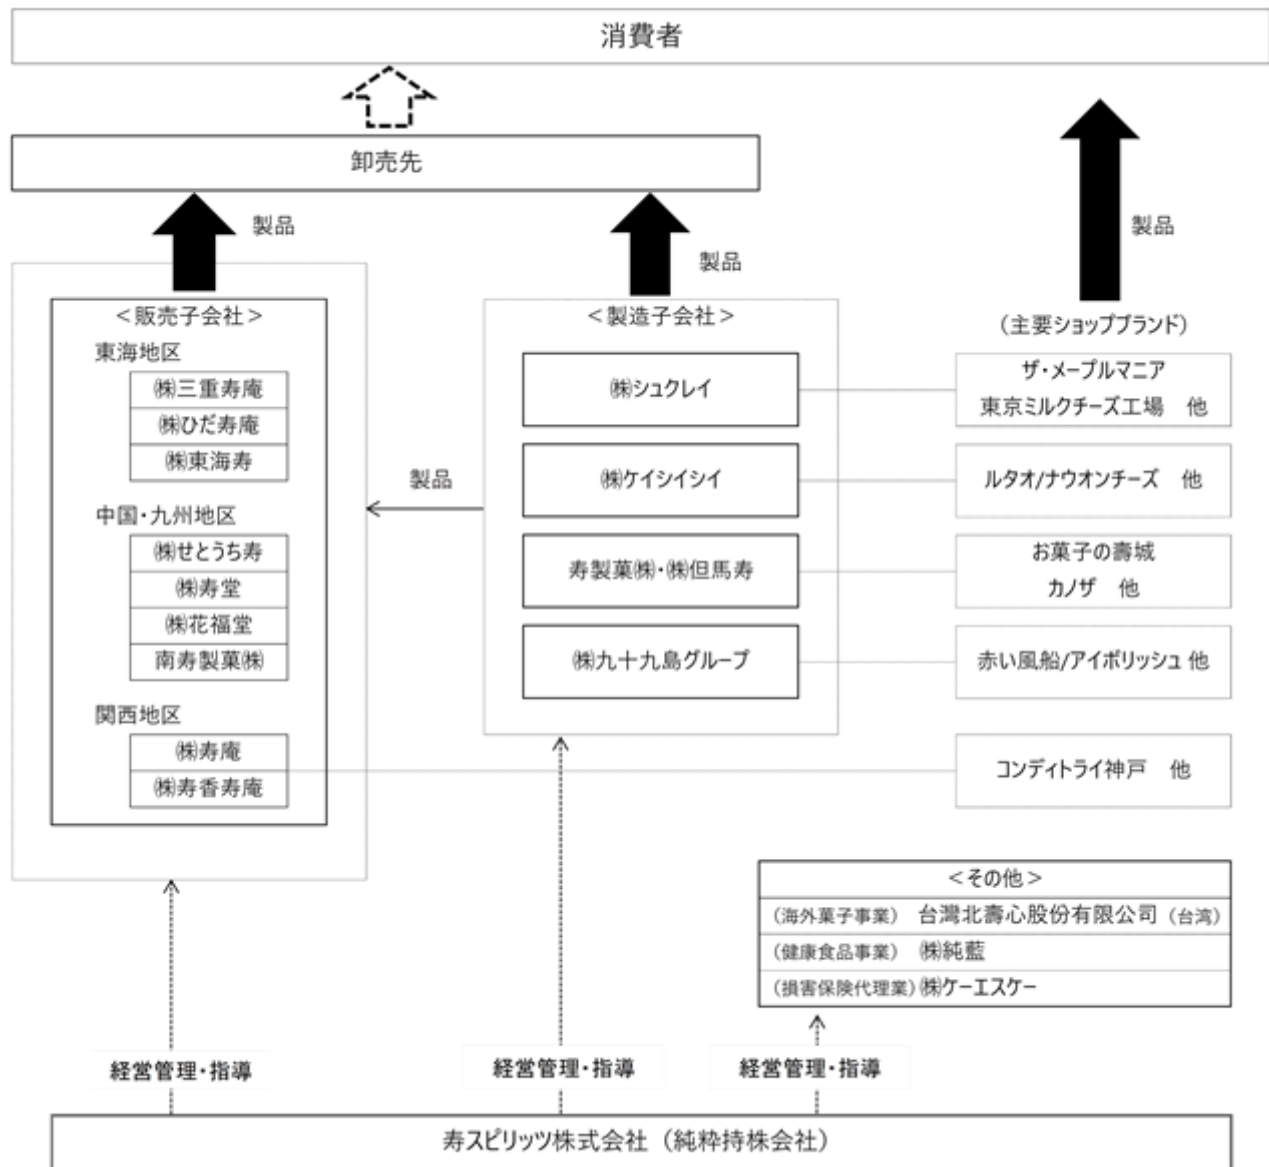 消費者
卸売先
製品
製品
製品
＜販売子会社＞
東海地区
㈱三重寿庵
㈱ひだ寿庵
㈱東海寿
中国・九州地区
㈱せとうち寿
㈱寿堂
㈱花福堂
南寿製菓㈱
関西地区
㈱寿庵
㈱寿香寿庵
製品
＜製造子会社＞
㈱シュクレイ
㈱ケイシイシイ
寿製菓㈱・㈱但馬寿
㈱九十九島グループ
（主要ショップブランド）
ザ・メープルマニア
東京ミルクチーズ工場　他
ルタオ/ナウオンチーズ　他
お菓子の壽城
カノザ　他
赤い風船/アイボリッシュ 他
コンディトライ神戸　他
＜その他＞
（海外菓子事業）　台灣北壽心股份有限公司（台湾）
（健康食品事業）　㈱純藍
（損害保険代理業）㈱ケーエスケー
経営管理・指導
経営管理・指導
経営管理・指導
寿スピリッツ株式会社（純粋持株会社）